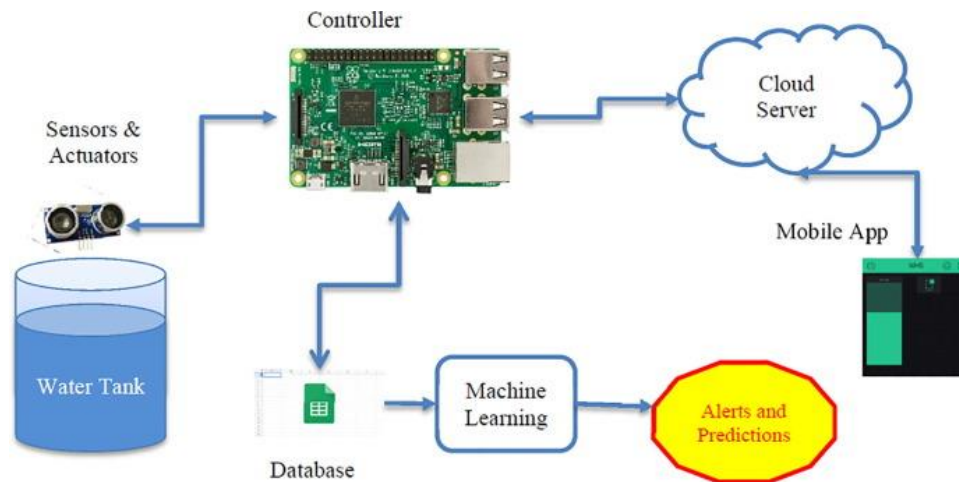 Controller
Cloud
Server
Sensors &
Actuators
Mobile App
Water Tank
Machine
Learning
Alerts and
Predictions
Database